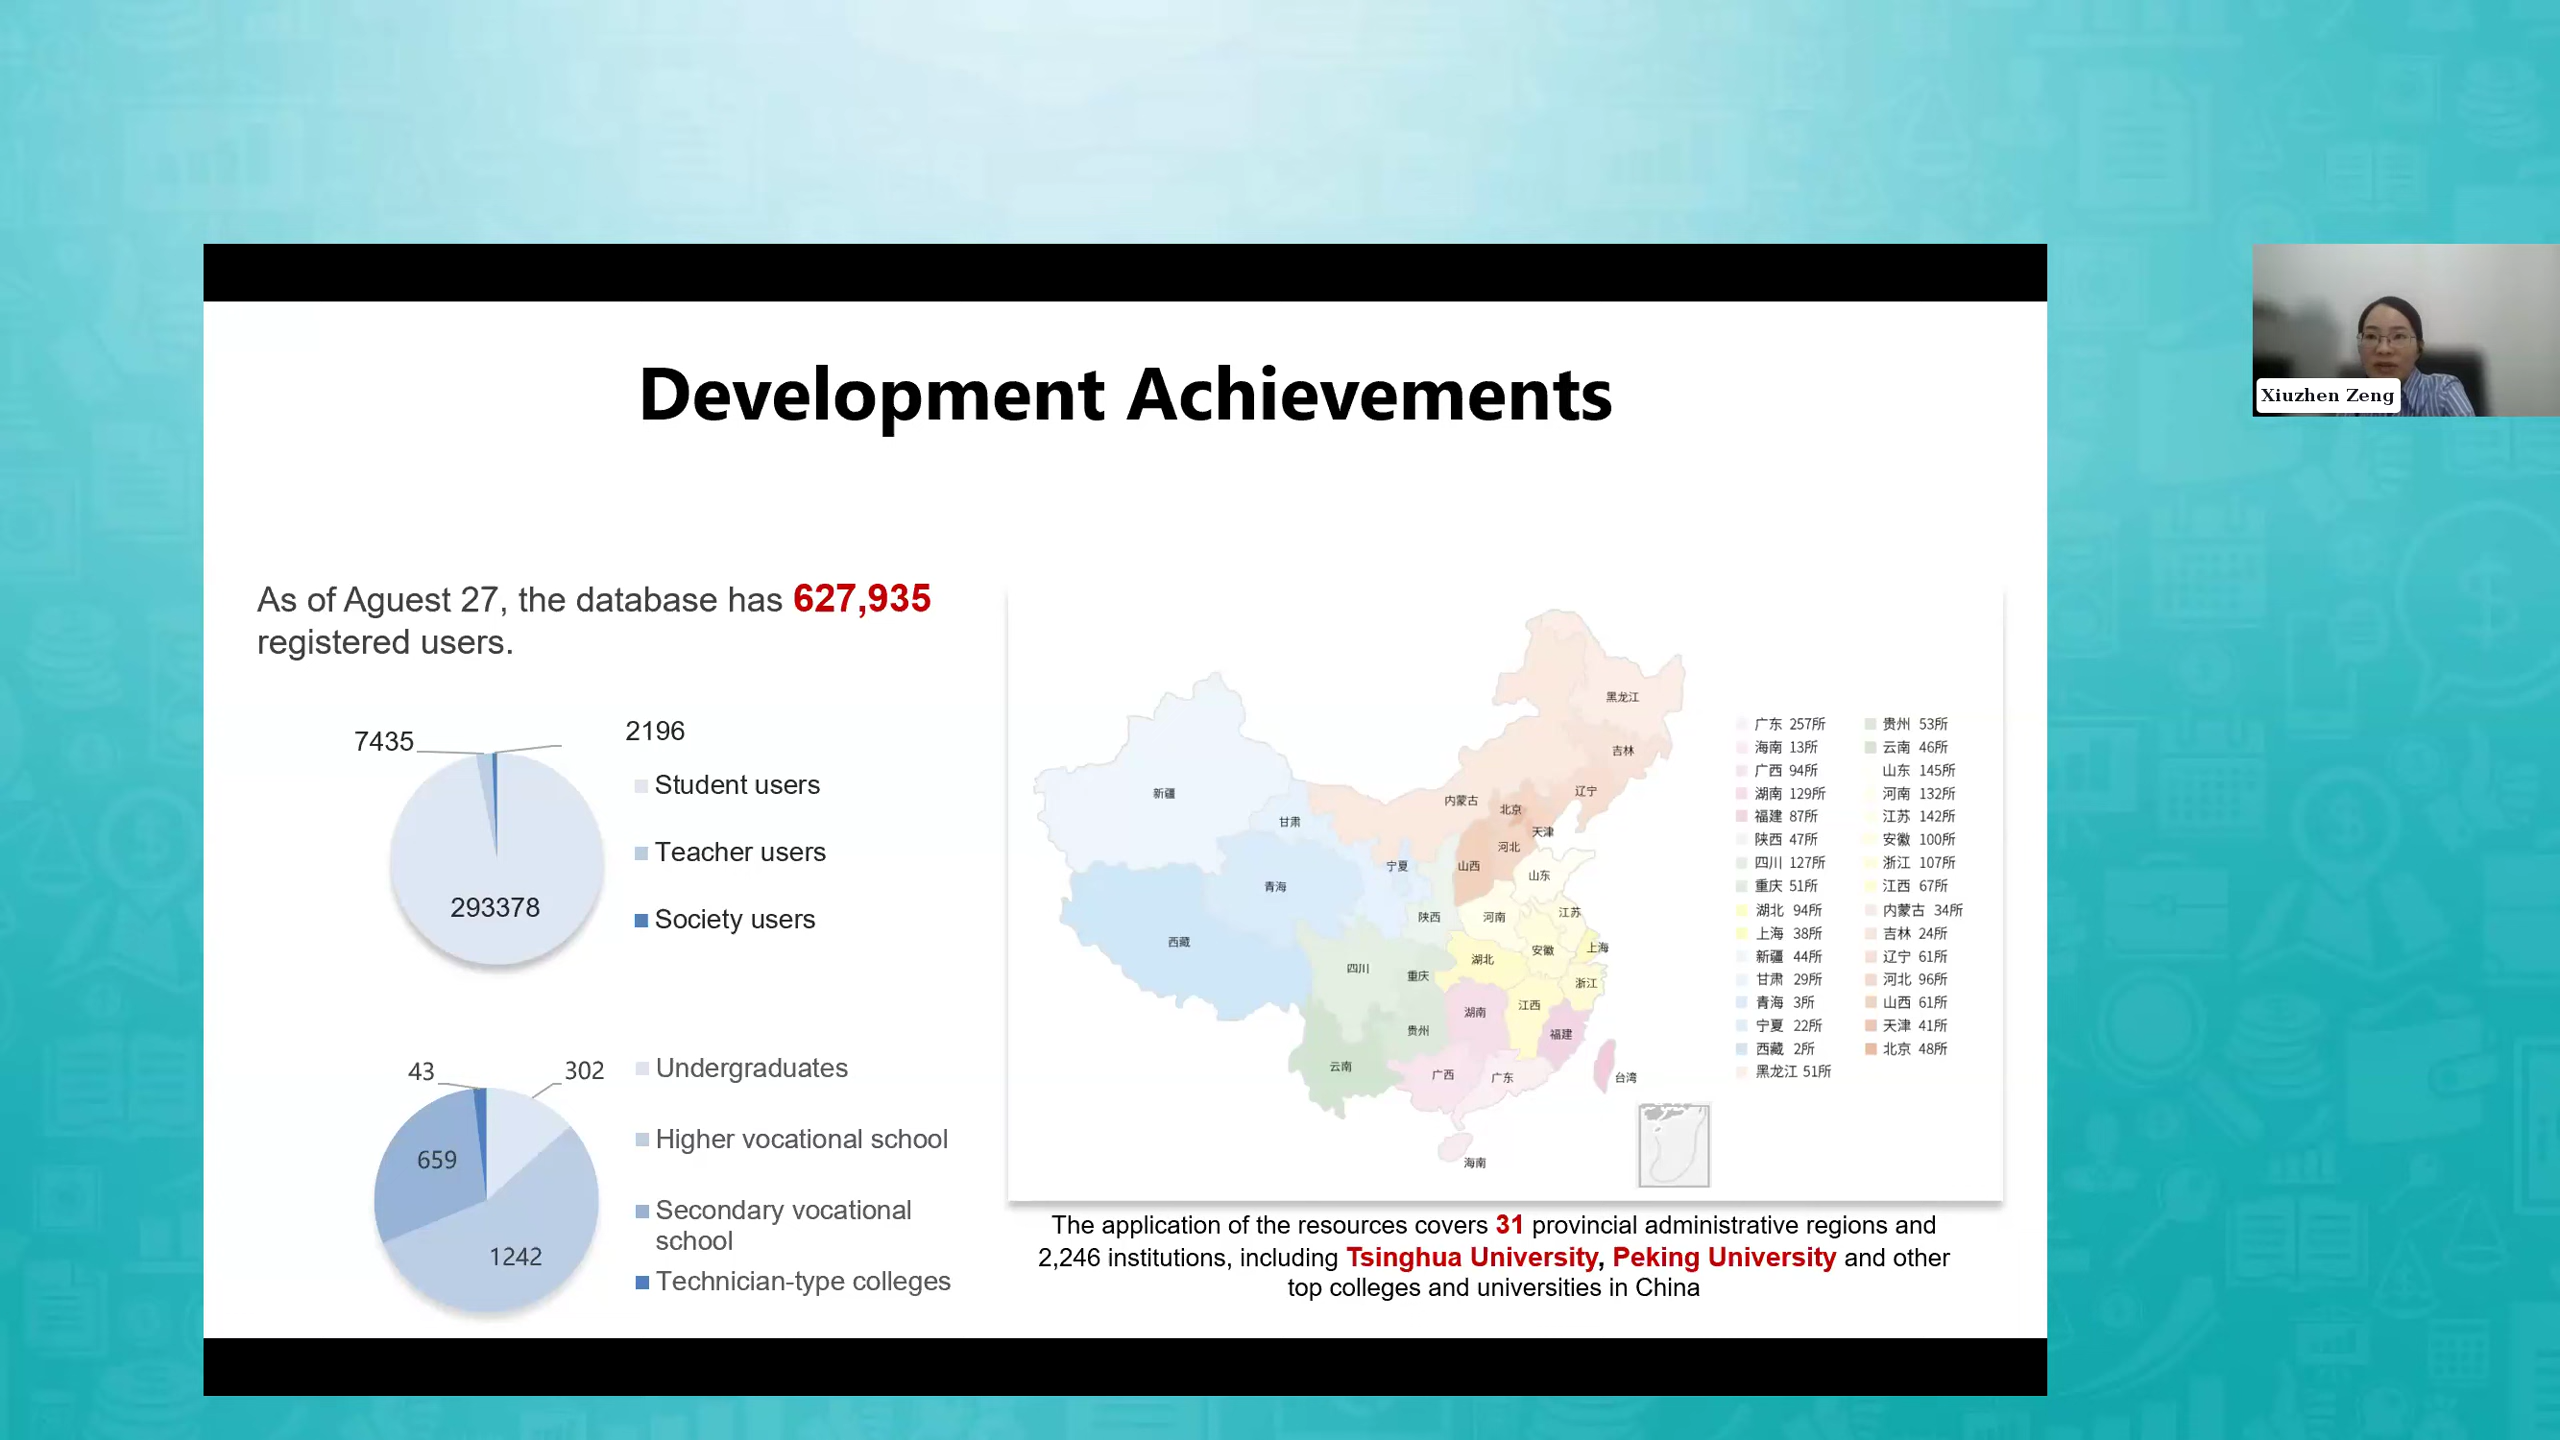 Development Achievements
Xiuzhen Zeng
As of Aguest 27, the database has 627,935
registered users.
7435
2196
293378
Student users
Teacher users
Society users
43
302
659
1242
Undergraduates
Higher vocational school
Secondary vocational
school
Technician-type colleges
黑龙江
吉林
辽宁
内蒙古
北京
天津
河北
山西
山东
新疆
甘肃
宁夏
青海
西藏
陕西
河南
江苏
安徽
上海
湖北
浙江
四川
重庆
湖南
江西
福建
贵州
云南
广西
广东
台湾
海南
广东 257所
海南 13所
广西 94所
湖南 129所
福建 87所
陕西 47所
四川 127所
重庆 51所
湖北 94所
上海 38所
新疆 44所
甘肃 29所
青海 3所
宁夏 22所
西藏 2所
黑龙江 51所
贵州 53所
云南 46所
山东 145所
河南 132所
江苏 142所
安徽 100所
浙江 107所
江西 67所
内蒙古 34所
吉林 24所
辽宁 61所
河北 96所
山西 61所
天津 41所
北京 48所
The application of the resources covers 31 provincial administrative regions and
2,246 institutions, including Tsinghua University, Peking University and other
top colleges and universities in China